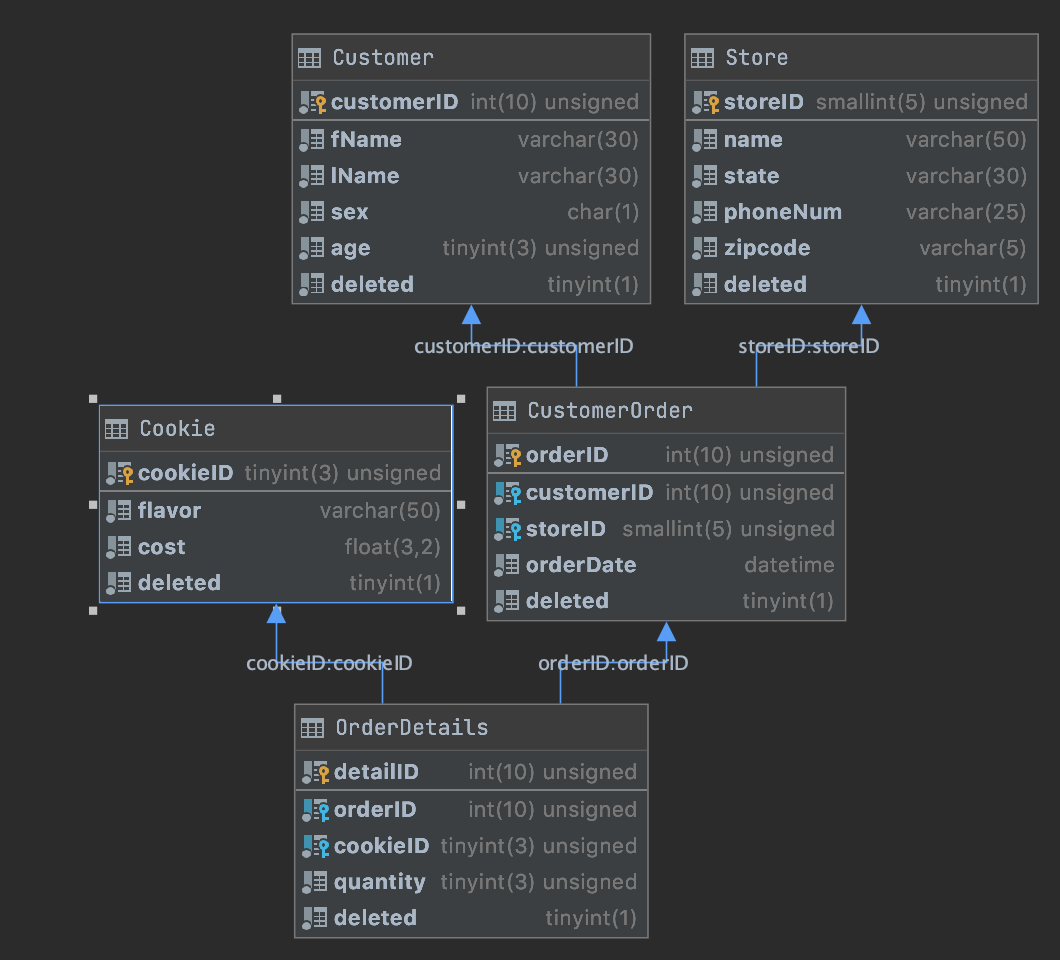 Customer
customerID int(10) unsigned
fName varchar(30)
lName varchar(30)
sex char(1)
age tinyint(3) unsigned
deleted tinyint(1)
Store
storeID smallint(5) unsigned
name varchar(50)
state varchar(30)
phoneNum varchar(25)
zipcode varchar(5)
deleted tinyint(1)
customerID:customerID
storeID:storeID
Cookie
cookieID tinyint(3) unsigned
flavor varchar(50)
cost float(3,2)
deleted tinyint(1)
CustomerOrder
orderID int(10) unsigned
customerID int(10) unsigned
storeID smallint(5) unsigned
orderDate datetime
deleted tinyint(1)
cookieID:cookieID
orderID:orderID
OrderDetails
detailID int(10) unsigned
orderID int(10) unsigned
cookieID tinyint(3) unsigned
quantity tinyint(3) unsigned
deleted tinyint(1)